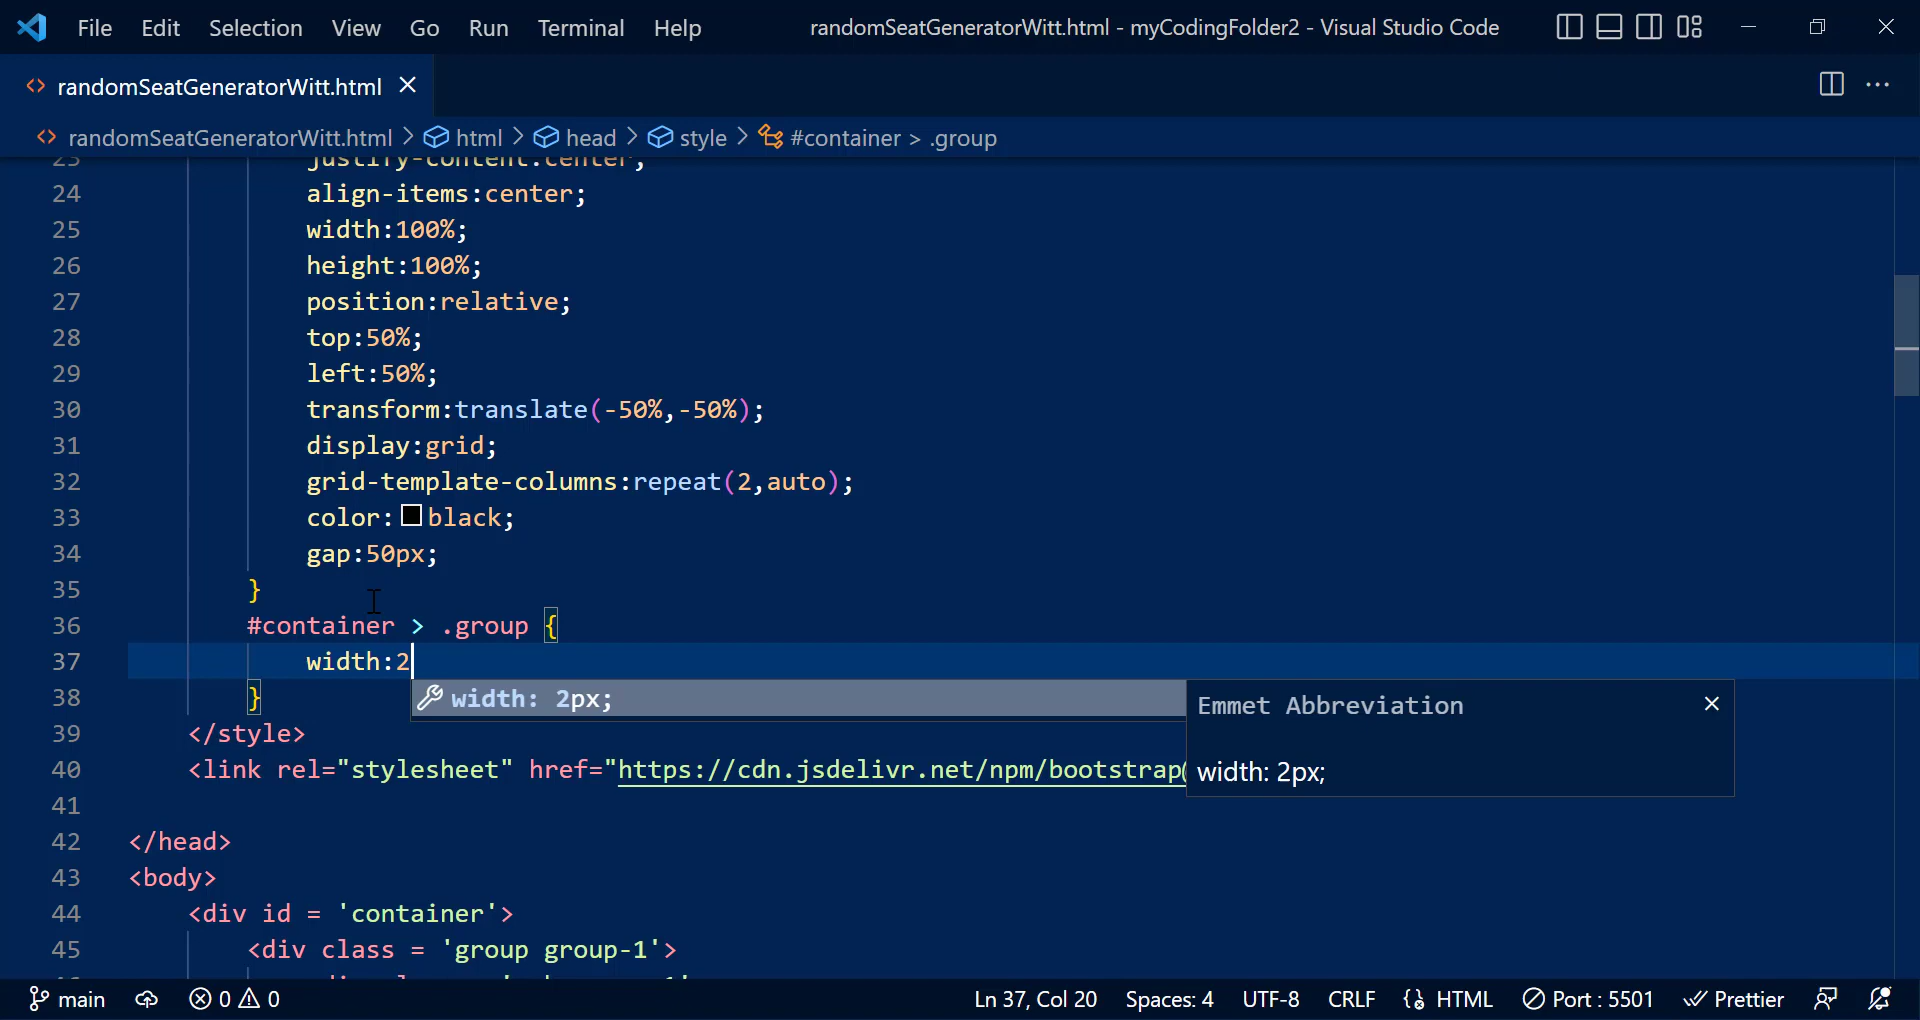 File Edit Selection View Go Run Terminal Help randomSeatGeneratorWitt.html - myCodingFolder2 - Visual Studio Code
randomSeatGeneratorWitt.html
randomSeatGeneratorWitt.html > html > head > style > #container > .group
23 justify-content:center;
24 align-items:center;
25 width:100%;
26 height:100%;
27 position:relative;
28 top:50%;
29 left:50%;
30 transform:translate(-50%,-50%);
31 display:grid;
32 grid-template-columns:repeat(2,auto);
33 color:black;
34 gap:50px;
35 }
36 #container > .group {
37 width:2
38 }
width: 2px;
Emmet Abbreviation
width: 2px;
39 </style>
40 <link rel="stylesheet" href="https://cdn.jsdelivr.net/npm/bootstrap@
41
42 </head>
43 <body>
44 <div id = 'container'>
45 <div class = 'group group-1'>
main 0 0 Ln 37, Col 20 Spaces: 4 UTF-8 CRLF HTML Port : 5501 Prettier